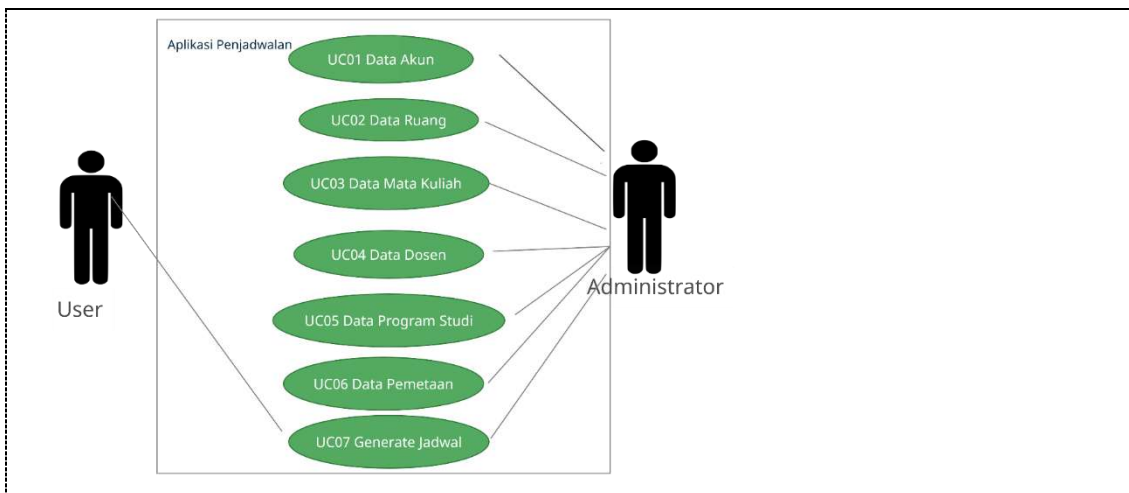 Aplikasi Penjadwalan
UC01 Data Akun
UC02 Data Ruang
UC03 Data Mata Kuliah
UC04 Data Dosen
UC05 Data Program Studi
UC06 Data Pemetaan
UC07 Generate Jadwal
User
Administrator